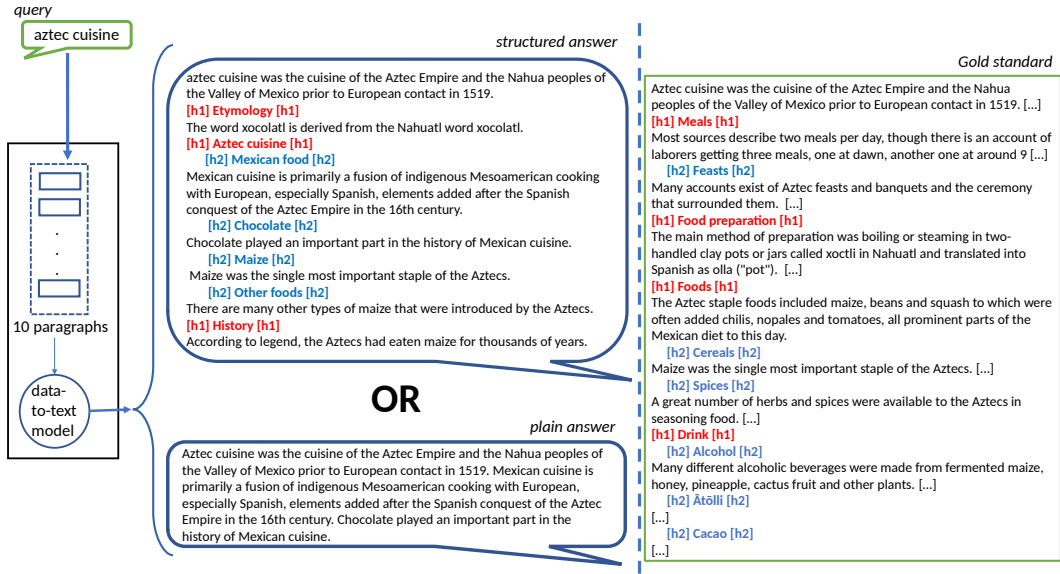 query
aztec cuisine
10 paragraphs
data-
to-text
model
structured answer
aztec cuisine was the cuisine of the Aztec Empire and the Nahua peoples of
the Valley of Mexico prior to European contact in 1519.
[h1] Etymology [h1]
The word xocolatl is derived from the Nahuatl word xocolatl.
[h1] Aztec cuisine [h1]
[h2] Mexican food [h2]
Mexican cuisine is primarily a fusion of indigenous Mesoamerican cooking
with European, especially Spanish, elements added after the Spanish
conquest of the Aztec Empire in the 16th century.
[h2] Chocolate [h2]
Chocolate played an important part in the history of Mexican cuisine.
[h2] Maize [h2]
Maize was the single most important staple of the Aztecs.
[h2] Other foods [h2]
There are many other types of maize that were introduced by the Aztecs.
[h1] History [h1]
According to legend, the Aztecs had eaten maize for thousands of years.
OR
plain answer
Aztec cuisine was the cuisine of the Aztec Empire and the Nahua peoples of
the Valley of Mexico prior to European contact in 1519. Mexican cuisine is
primarily a fusion of indigenous Mesoamerican cooking with European,
especially Spanish, elements added after the Spanish conquest of the Aztec
Empire in the 16th century. Chocolate played an important part in the
history of Mexican cuisine.
Gold standard
Aztec cuisine was the cuisine of the Aztec Empire and the Nahua
peoples of the Valley of Mexico prior to European contact in 1519. [...]
[h1] Meals [h1]
Most sources describe two meals per day, though there is an account of
laborers getting three meals, one at dawn, another one at around 9 [...]
[h2] Feasts [h2]
Many accounts exist of Aztec feasts and banquets and the ceremony
that surrounded them. [...]
[h1] Food preparation [h1]
The main method of preparation was boiling or steaming in two-
handled clay pots or jars called xoctli in Nahuatl and translated into
Spanish as olla ("pot"). [...]
[h1] Foods [h1]
The Aztec staple foods included maize, beans and squash to which were
often added chilis, nopales and tomatoes, all prominent parts of the
Mexican diet to this day.
[h2] Cereals [h2]
Maize was the single most important staple of the Aztecs. [...]
[h2] Spices [h2]
A great number of herbs and spices were available to the Aztecs in
seasoning food. [...]
[h1] Drink [h1]
[h2] Alcohol [h2]
Many different alcoholic beverages were made from fermented maize,
honey, pineapple, cactus fruit and other plants. [...]
[h2] Ātōlli [h2]
[...]
[h2] Cacao [h2]
[...]